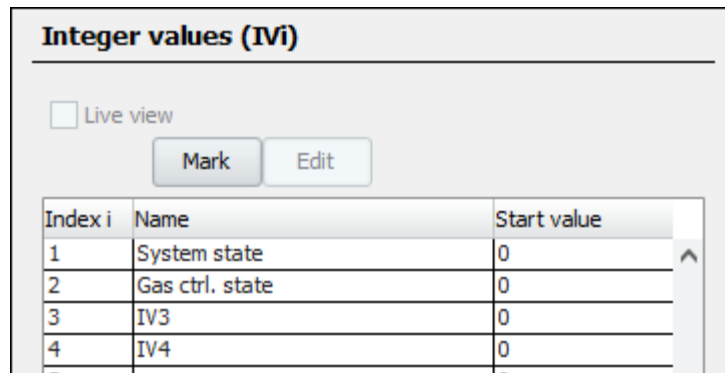 Integer values (IVi)
Live view
Mark Edit
Index i Name Start value
1 System state 0
2 Gas ctrl. state 0
3 IV3 0
4 IV4 0